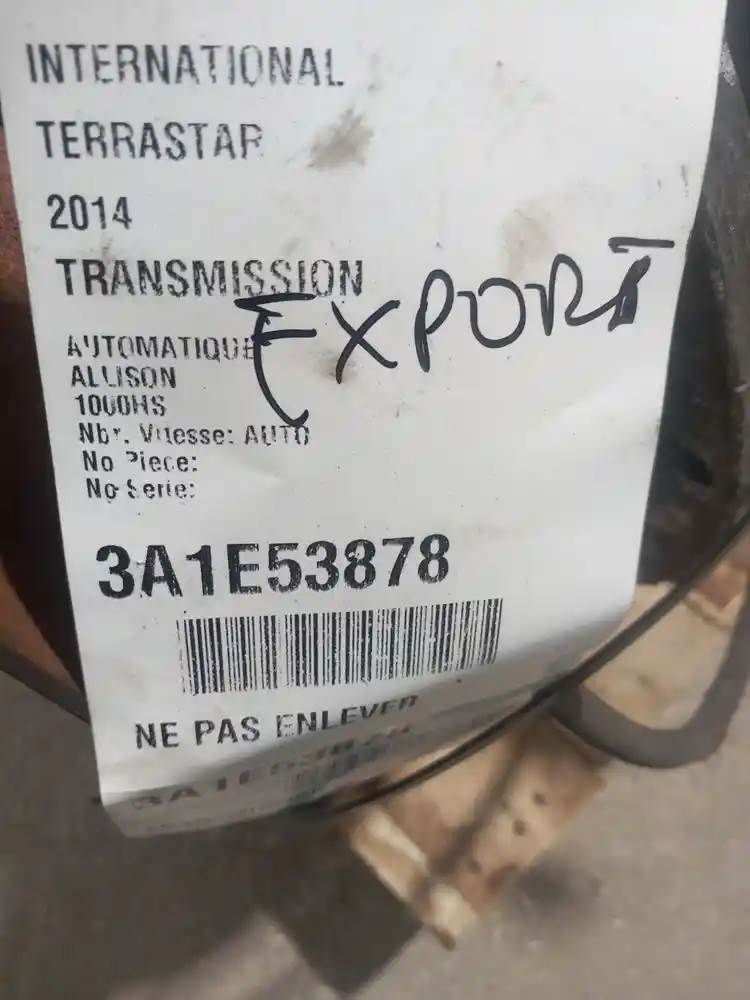 INTERNATIONAL
TERRASTAR
2014
TRANSMISSION
EXPORT
AUTOMATIQUE
ALLISON
1000HS
Nbr. Vitesse: AUTO
No Piece:
No Serie:
3A1E53878
NE PAS ENLEVER
3A1E53878